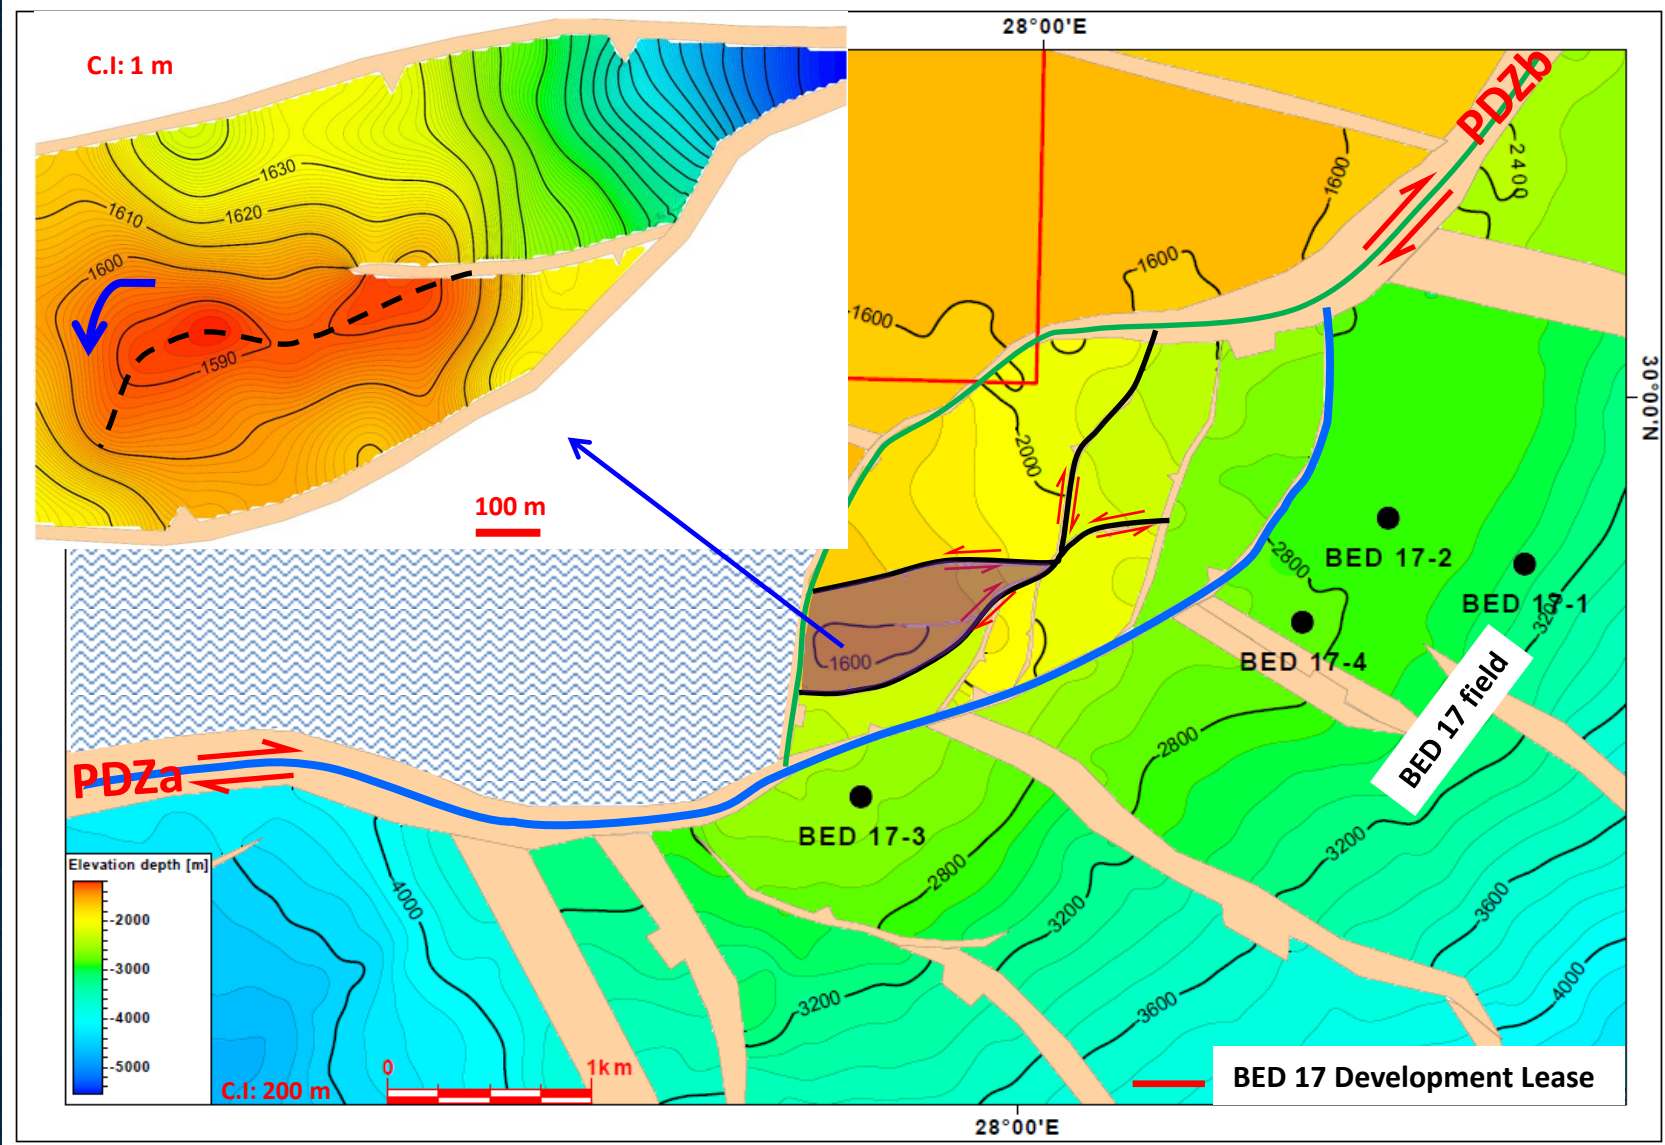 28°00'E
C.I: 1 m
PDZb
2400
1630
1600
1610
1620
1600
1600
1600
1600
1590
2000
30°00'N
100 m
2800
BED 17-2
BED 17-1
3200
BED 17-4
1600
BED 17 field
2800
PDZa
BED 17-3
3200
2800
4000
3200
3600
Elevation depth [m]
-2000
-3000
-4000
-5000
3200
3600
4000
C.I: 200 m
0
1km
BED 17 Development Lease
28°00'E